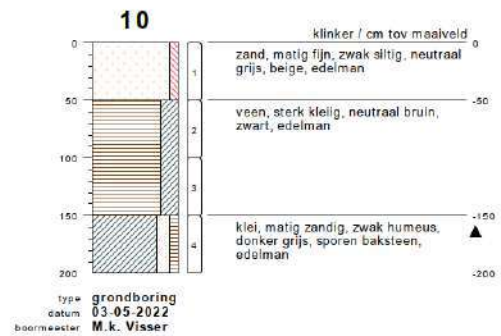 10
klinker / cm tov maaiveld
0
0
zand, matig fijn, zwak siltig, neutraal
grijs, beige, edelman
1
50
-50
veen, sterk kleiig, neutraal bruin,
zwart, edelman
2
100
3
150
-150
klei, matig zandig, zwak humeus,
donker grijs, sporen baksteen,
edelman
4
200
-200
type grondboring
datum 03-05-2022
boormeester M.k. Visser